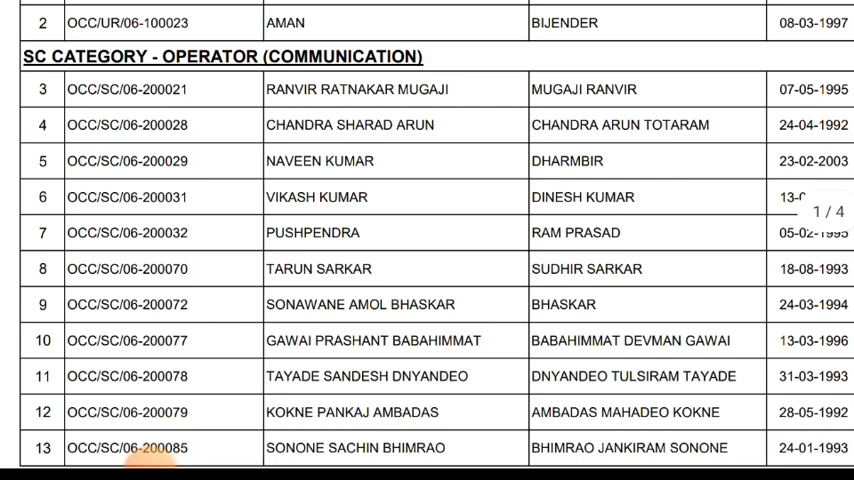 2 OCC/UR/06-100023 AMAN BIJENDER 08-03-1997
SC CATEGORY - OPERATOR (COMMUNICATION)
3 OCC/SC/06-200021 RANVIR RATNAKAR MUGAJI MUGAJI RANVIR 07-05-1995
4 OCC/SC/06-200028 CHANDRA SHARAD ARUN CHANDRA ARUN TOTARAM 24-04-1992
5 OCC/SC/06-200029 NAVEEN KUMAR DHARMBIR 23-02-2003
6 OCC/SC/06-200031 VIKASH KUMAR DINESH KUMAR
1 / 4
7 OCC/SC/06-200032 PUSHPENDRA RAM PRASAD 05-02-1995
8 OCC/SC/06-200070 TARUN SARKAR SUDHIR SARKAR 18-08-1993
9 OCC/SC/06-200072 SONAWANE AMOL BHASKAR BHASKAR 24-03-1994
10 OCC/SC/06-200077 GAWAI PRASHANT BABAHIMMAT BABAHIMMAT DEVMAN GAWAI 13-03-1996
11 OCC/SC/06-200078 TAYADE SANDESH DNYANDEO DNYANDEO TULSIRAM TAYADE 31-03-1993
12 OCC/SC/06-200079 KOKNE PANKAJ AMBADAS AMBADAS MAHADEO KOKNE 28-05-1992
13 OCC/SC/06-200085 SONONE SACHIN BHIMRAO BHIMRAO JANKIRAM SONONE 24-01-1993